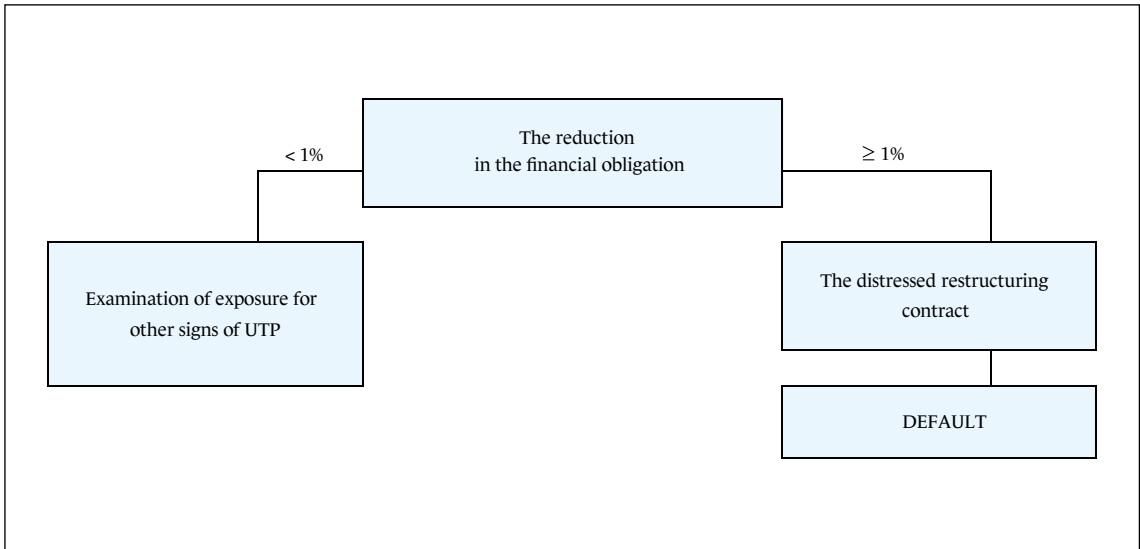 The reduction
in the financial obligation
< 1%
≥ 1%
Examination of exposure for
other signs of UTP
The distressed restructuring
contract
DEFAULT